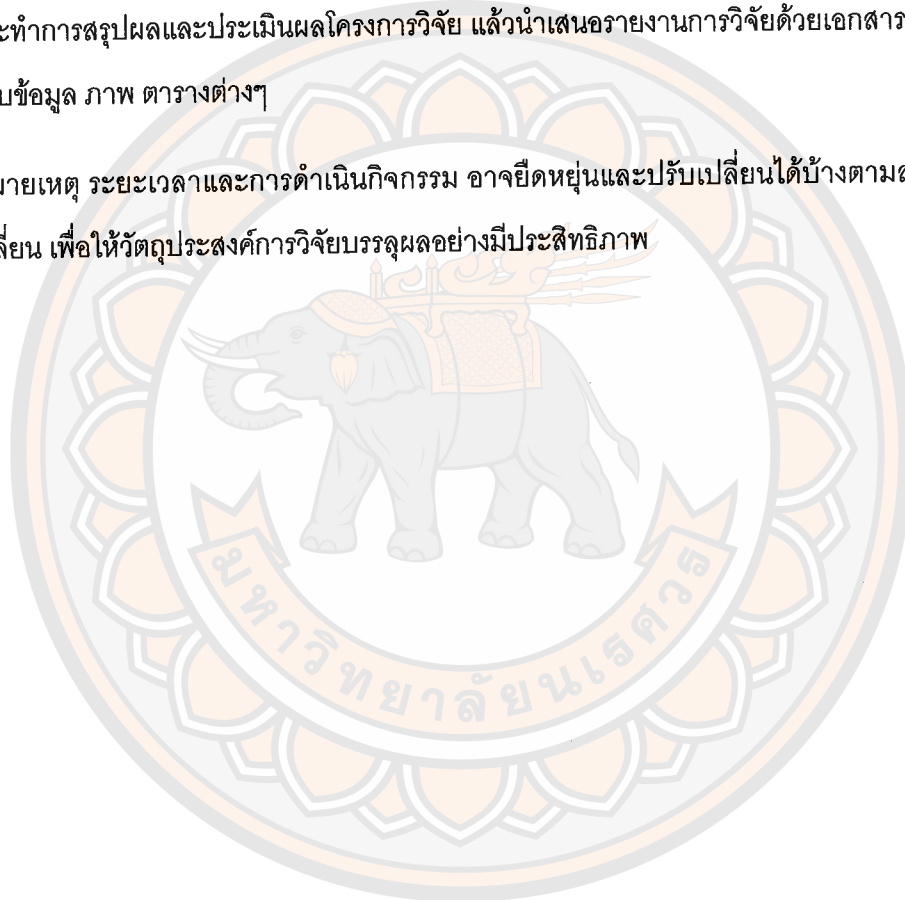 ะทำการสรุปผลและประเมินผลโครงการวิจัย แล้วนำเสนอรายงานการวิจัยด้วยเอกสาร
บข้อมูล ภาพ ตารางต่างๆ
มายเหตุ ระยะเวลาและการดำเนินกิจกรรม อาจยืดหยุ่นและปรับเปลี่ยนได้บ้างตาม
ลี่ยน เพื่อให้วัตถุประสงค์การวิจัยบรรลุผลอย่างมีประสิทธิภาพ
มหาวิทยาลัยนเรศวร